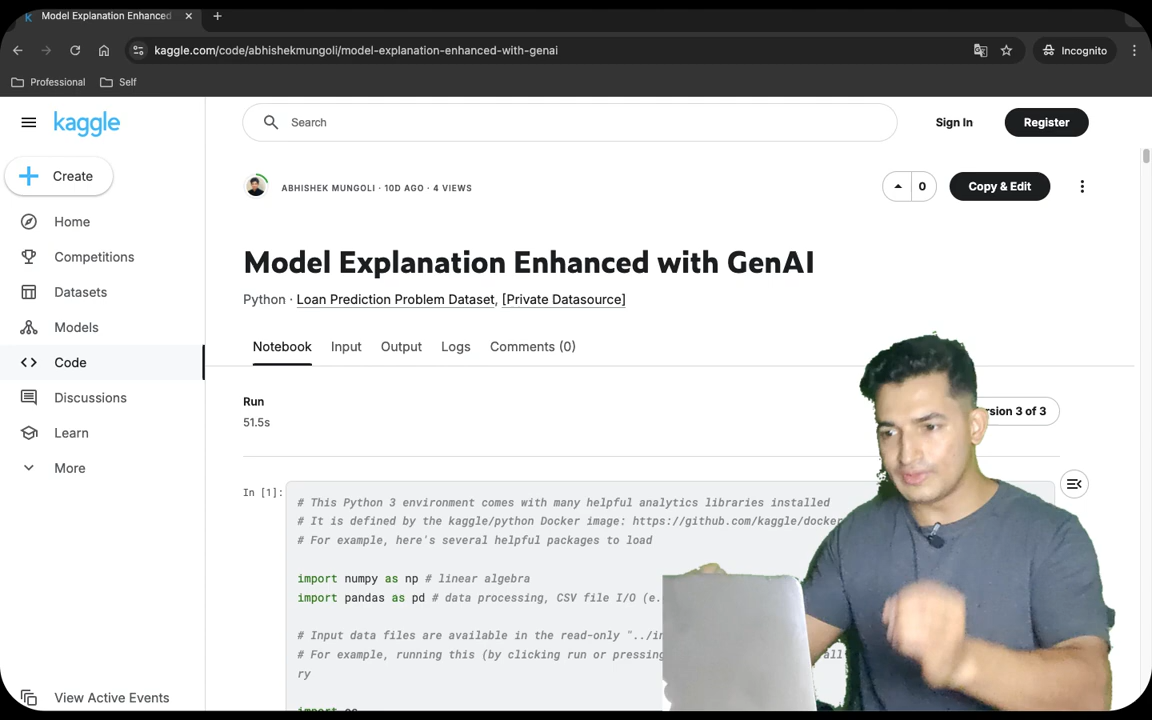 Model Explanation Enhanced
kaggle.com/code/abhishekmungoli/model-explanation-enhanced-with-genai
Incognito
Professional
Self
kaggle
Search
Sign In
Register
Create
ABHISHEK MUNGOLI · 10D AGO · 4 VIEWS
0
Copy & Edit
Home
Model Explanation Enhanced with GenAI
Competitions
Datasets
Python · Loan Prediction Problem Dataset, [Private Datasource]
Models
Notebook Input Output Logs Comments (0)
Code
Discussions
Run
51.5s
3 of 3
Learn
More
In [1]:
# This Python 3 environment comes with many helpful analytics libraries installed
# It is defined by the kaggle/python Docker image: https://github.com/kaggle/docker
# For example, here's several helpful packages to load
import numpy as np # linear algebra
import pandas as pd # data processing, CSV file I/O (e.
# Input data files are available in the read-only "../in
# For example, running this (by clicking run or pressing all
ry
View Active Events